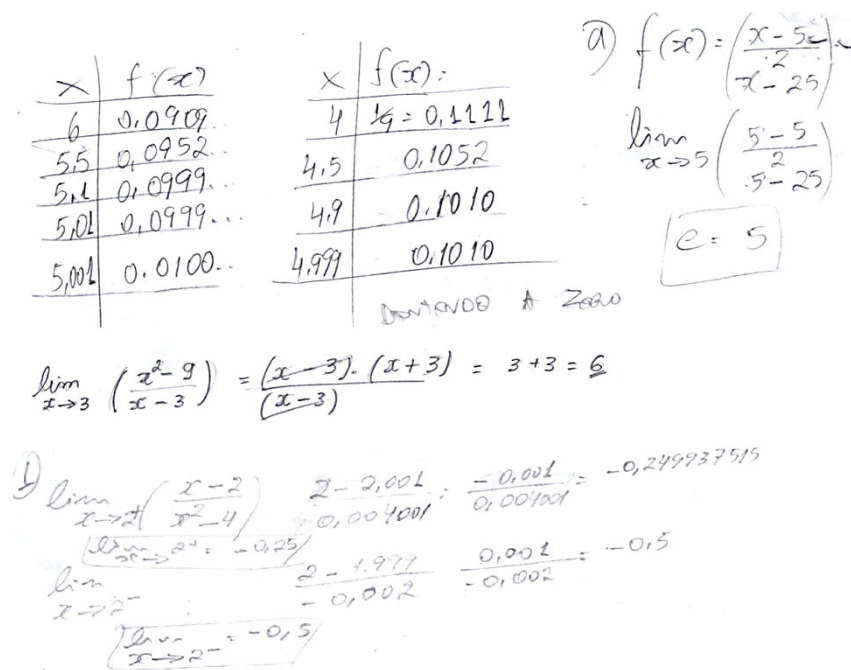 x | f(x)
6 | 0.0909
5.5 | 0,0952..
5,1 | 0,0999..
5,01 | 0,0999...
5,001 | 0.0100..
x | f(x):
4 | 1/9 = 0,1111
4.5 | 0,1052
4.9 | 0.1010
4.999 | 0.1010
A Zero
a) f(x) = (x - 5 / x² - 25)
lim x→5 (5 - 5 / 5² - 25)
e = 5
lim x→3 (x² - 9 / x - 3) = (x - 3) . (x + 3) / (x - 3) = 3 + 3 = 6
lim x→2⁺ (x - 2 / x² - 4) 2 - 2,001 / 0,004001 = -0,001 / 0,004001 = -0,249937515
lim x→2⁺ = -0,25
lim x→2⁻ 2 - 1.999 / -0,002 0,001 / -0,002 = -0,5
lim x→2⁻ = -0,5